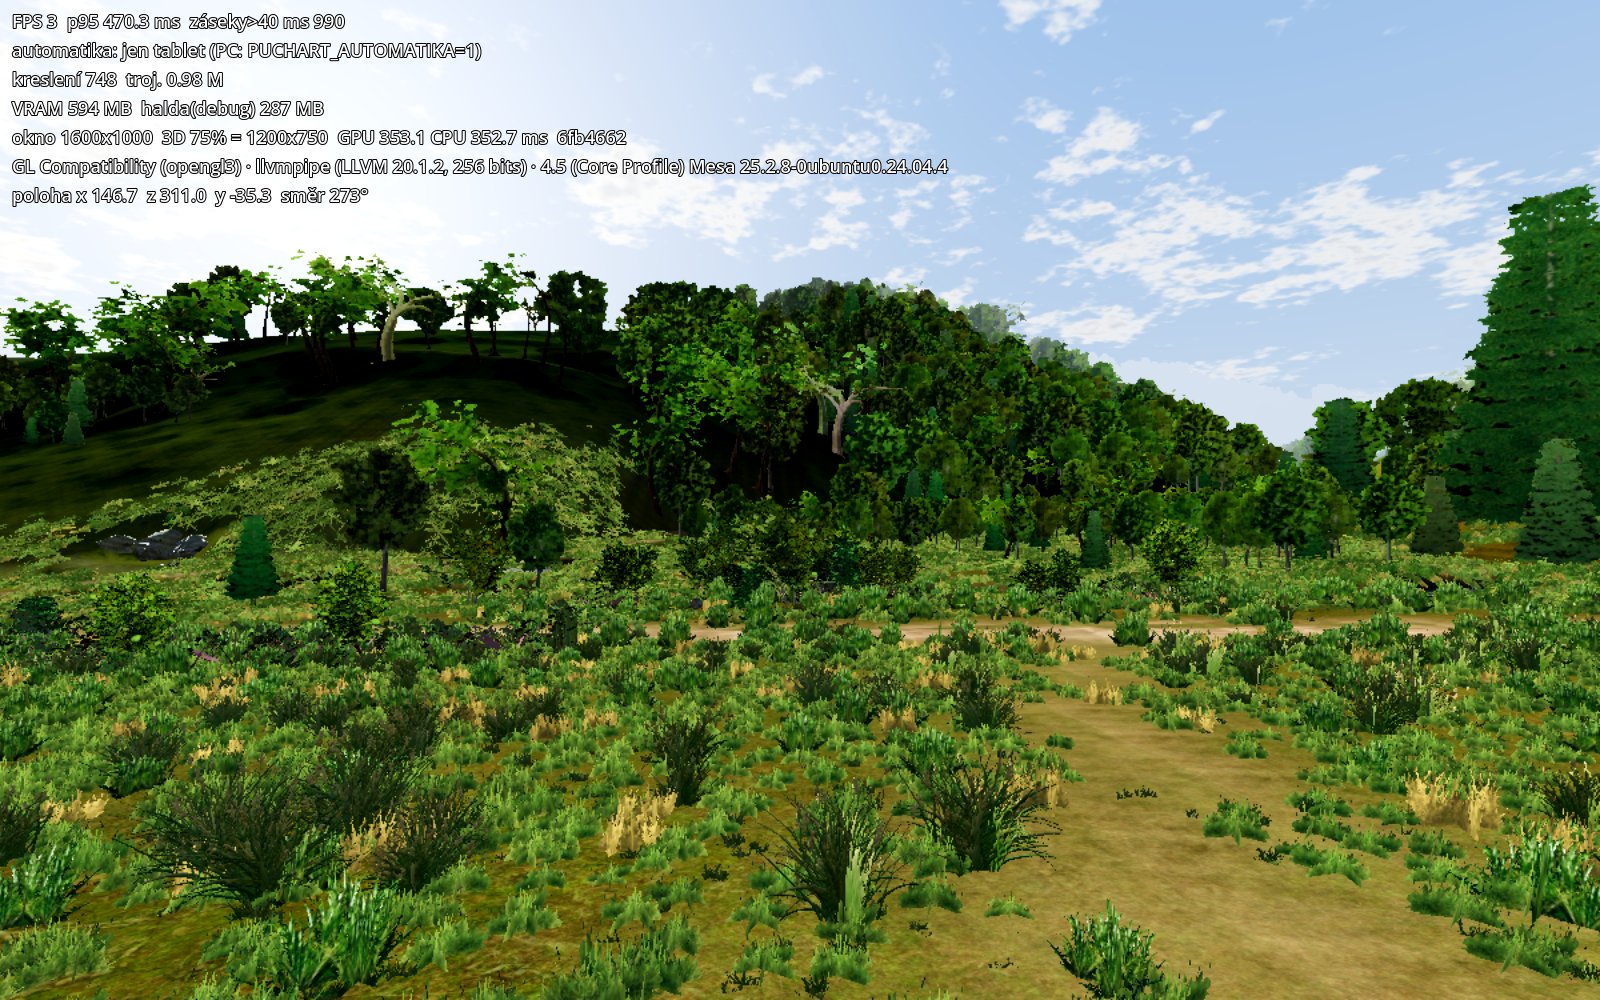 FPS 3  p95 470.3 ms  záseky>40 ms 990
automatika: jen tablet (PC: PUCHART_AUTOMATIKA=1)
kreslení 748  troj. 0.98 M
VRAM 594 MB  halda(debug) 287 MB
okno 1600x1000  3D 75% = 1200x750  GPU 353.1 CPU 352.7 ms  6fb4662
GL Compatibility (opengl3) · llvmpipe (LLVM 20.1.2, 256 bits) · 4.5 (Core Profile) Mesa 25.2.8-0ubuntu0.24.04.4
poloha x 146.7  z 311.0  y -35.3  směr 273°